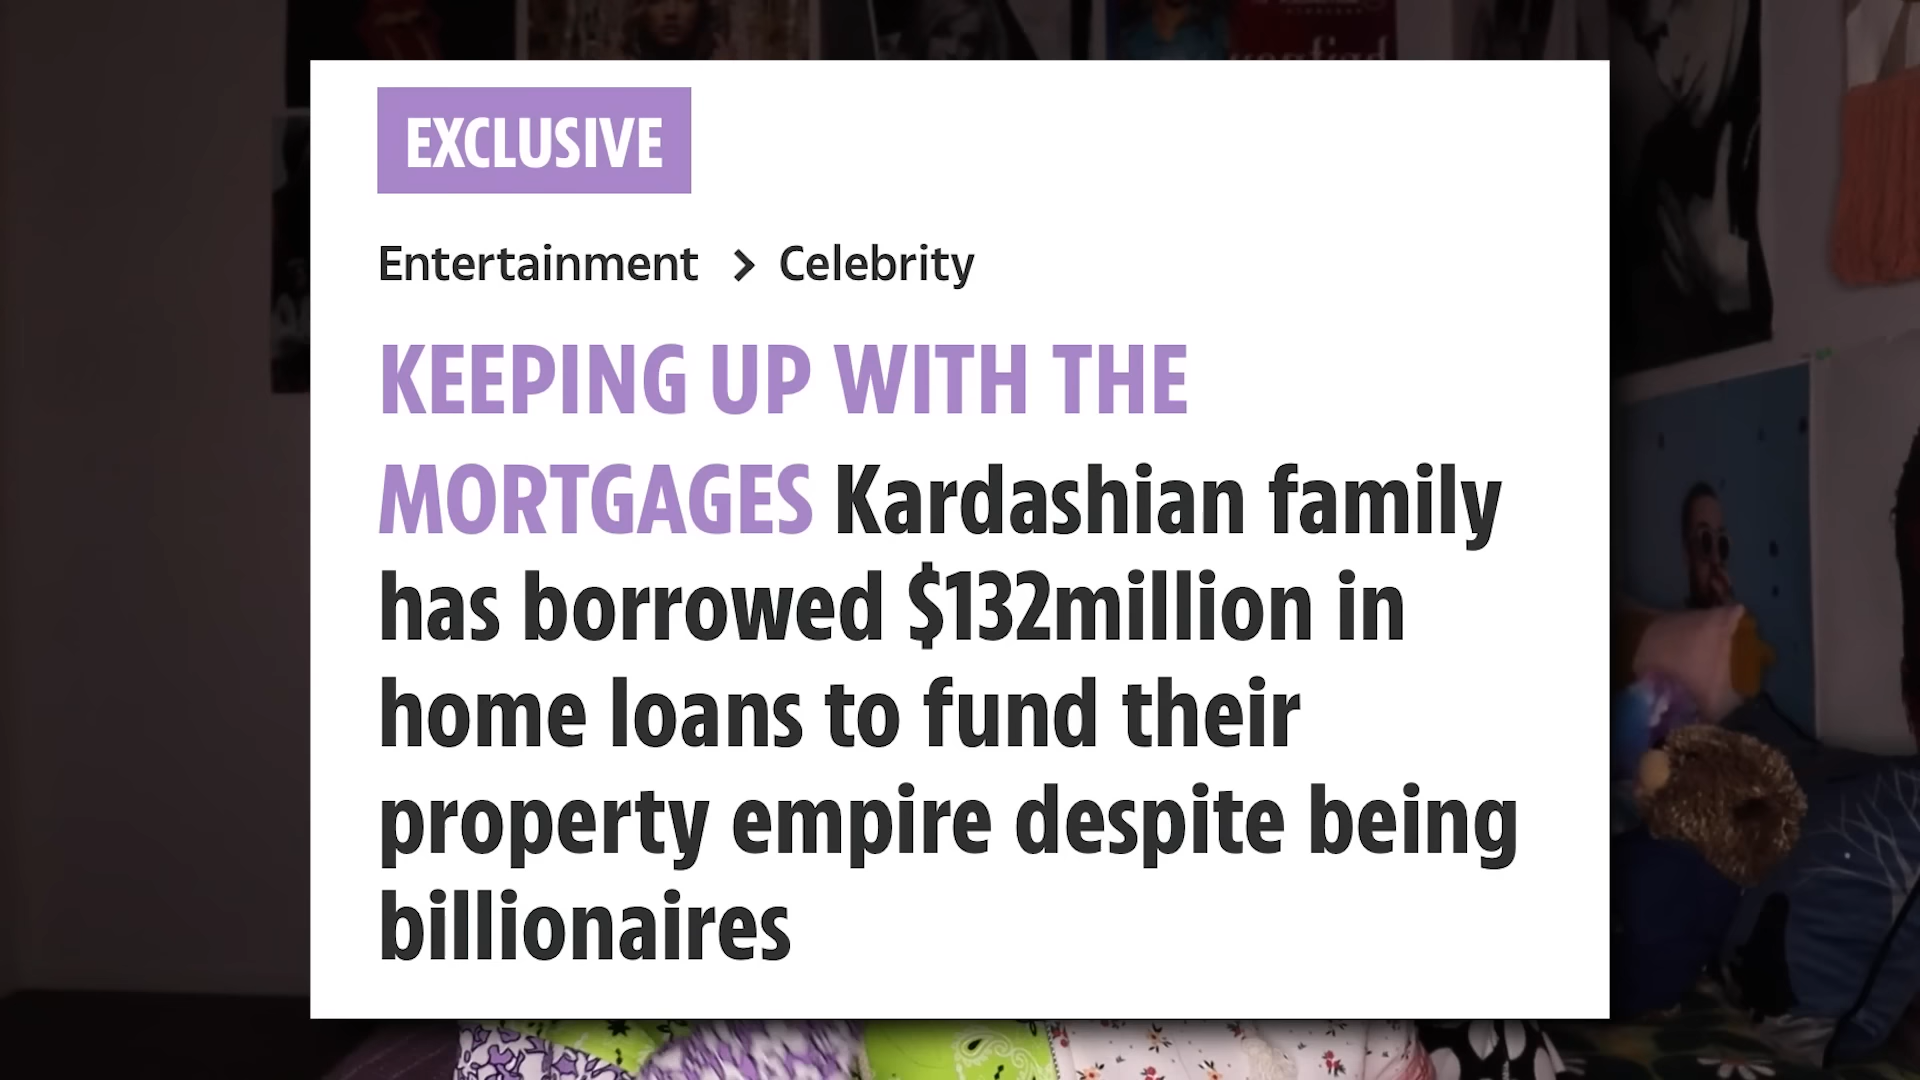 EXCLUSIVE
Entertainment > Celebrity
KEEPING UP WITH THE
MORTGAGES Kardashian family
has borrowed $132million in
home loans to fund their
property empire despite being
billionaires